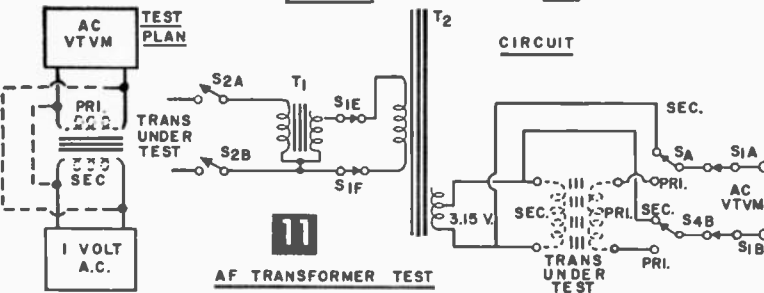 AC
VTVM
TEST
PLAN
PRI.
TRANS
UNDER
TEST
SEC
1 VOLT
A.C.
S2A
S2B
T1
S1E
S1F
T2
CIRCUIT
3.15 V.
SEC.
SEC.
PRI.
TRANS
UNDER
TEST
SA
S1A
PRI.
AC
VTVM
SEC.
S4B
S1B
PRI.
11
AF TRANSFORMER TEST